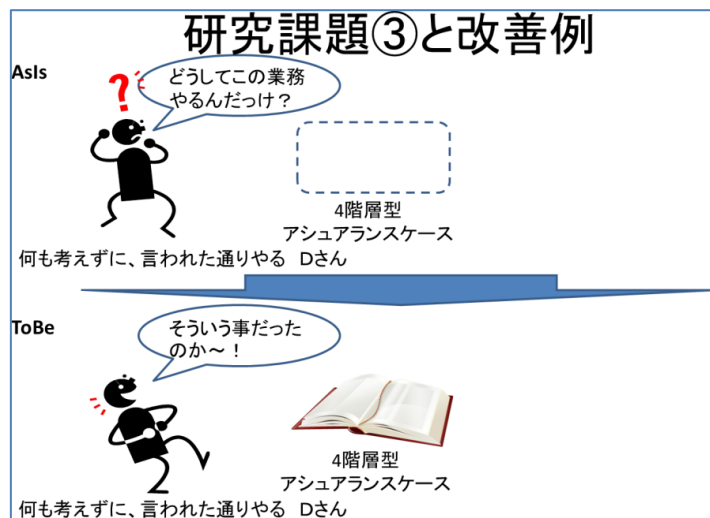 研究課題③と改善例
AsIs
?
どうしてこの業務
やるんだっけ？
4階層型
アシュアランスケース
何も考えずに、言われた通りやる　Dさん
ToBe
そういう事だった
のか～！
4階層型
アシュアランスケース
何も考えずに、言われた通りやる　Dさん